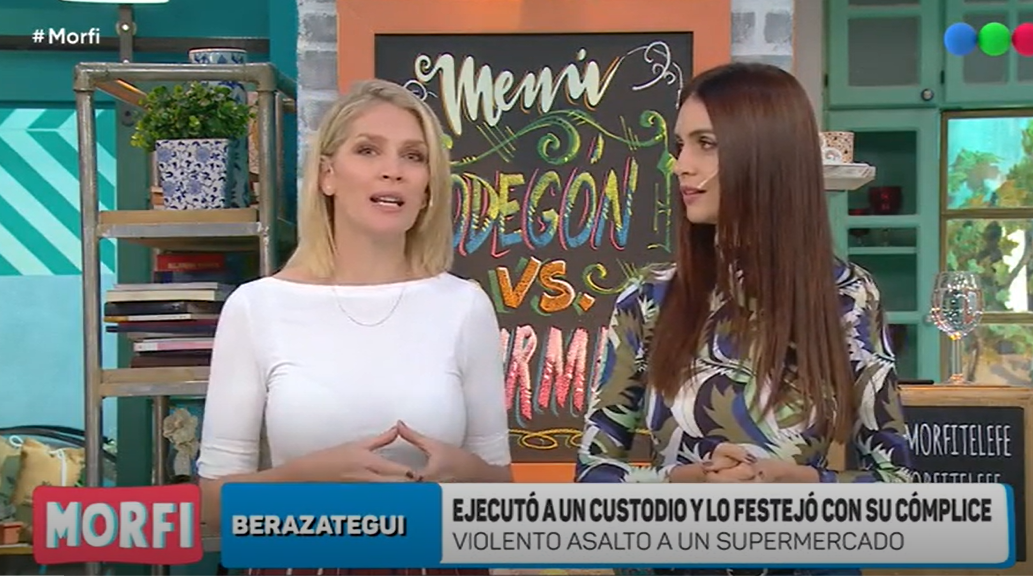 #Morfi
Menú
ODEGÓN
VS.
MORFITELEFE
MORFI
BERAZATEGUI
EJECUTÓ A UN CUSTODIO Y LO FESTEJÓ CON SU CÓMPLICE
VIOLENTO ASALTO A UN SUPERMERCADO